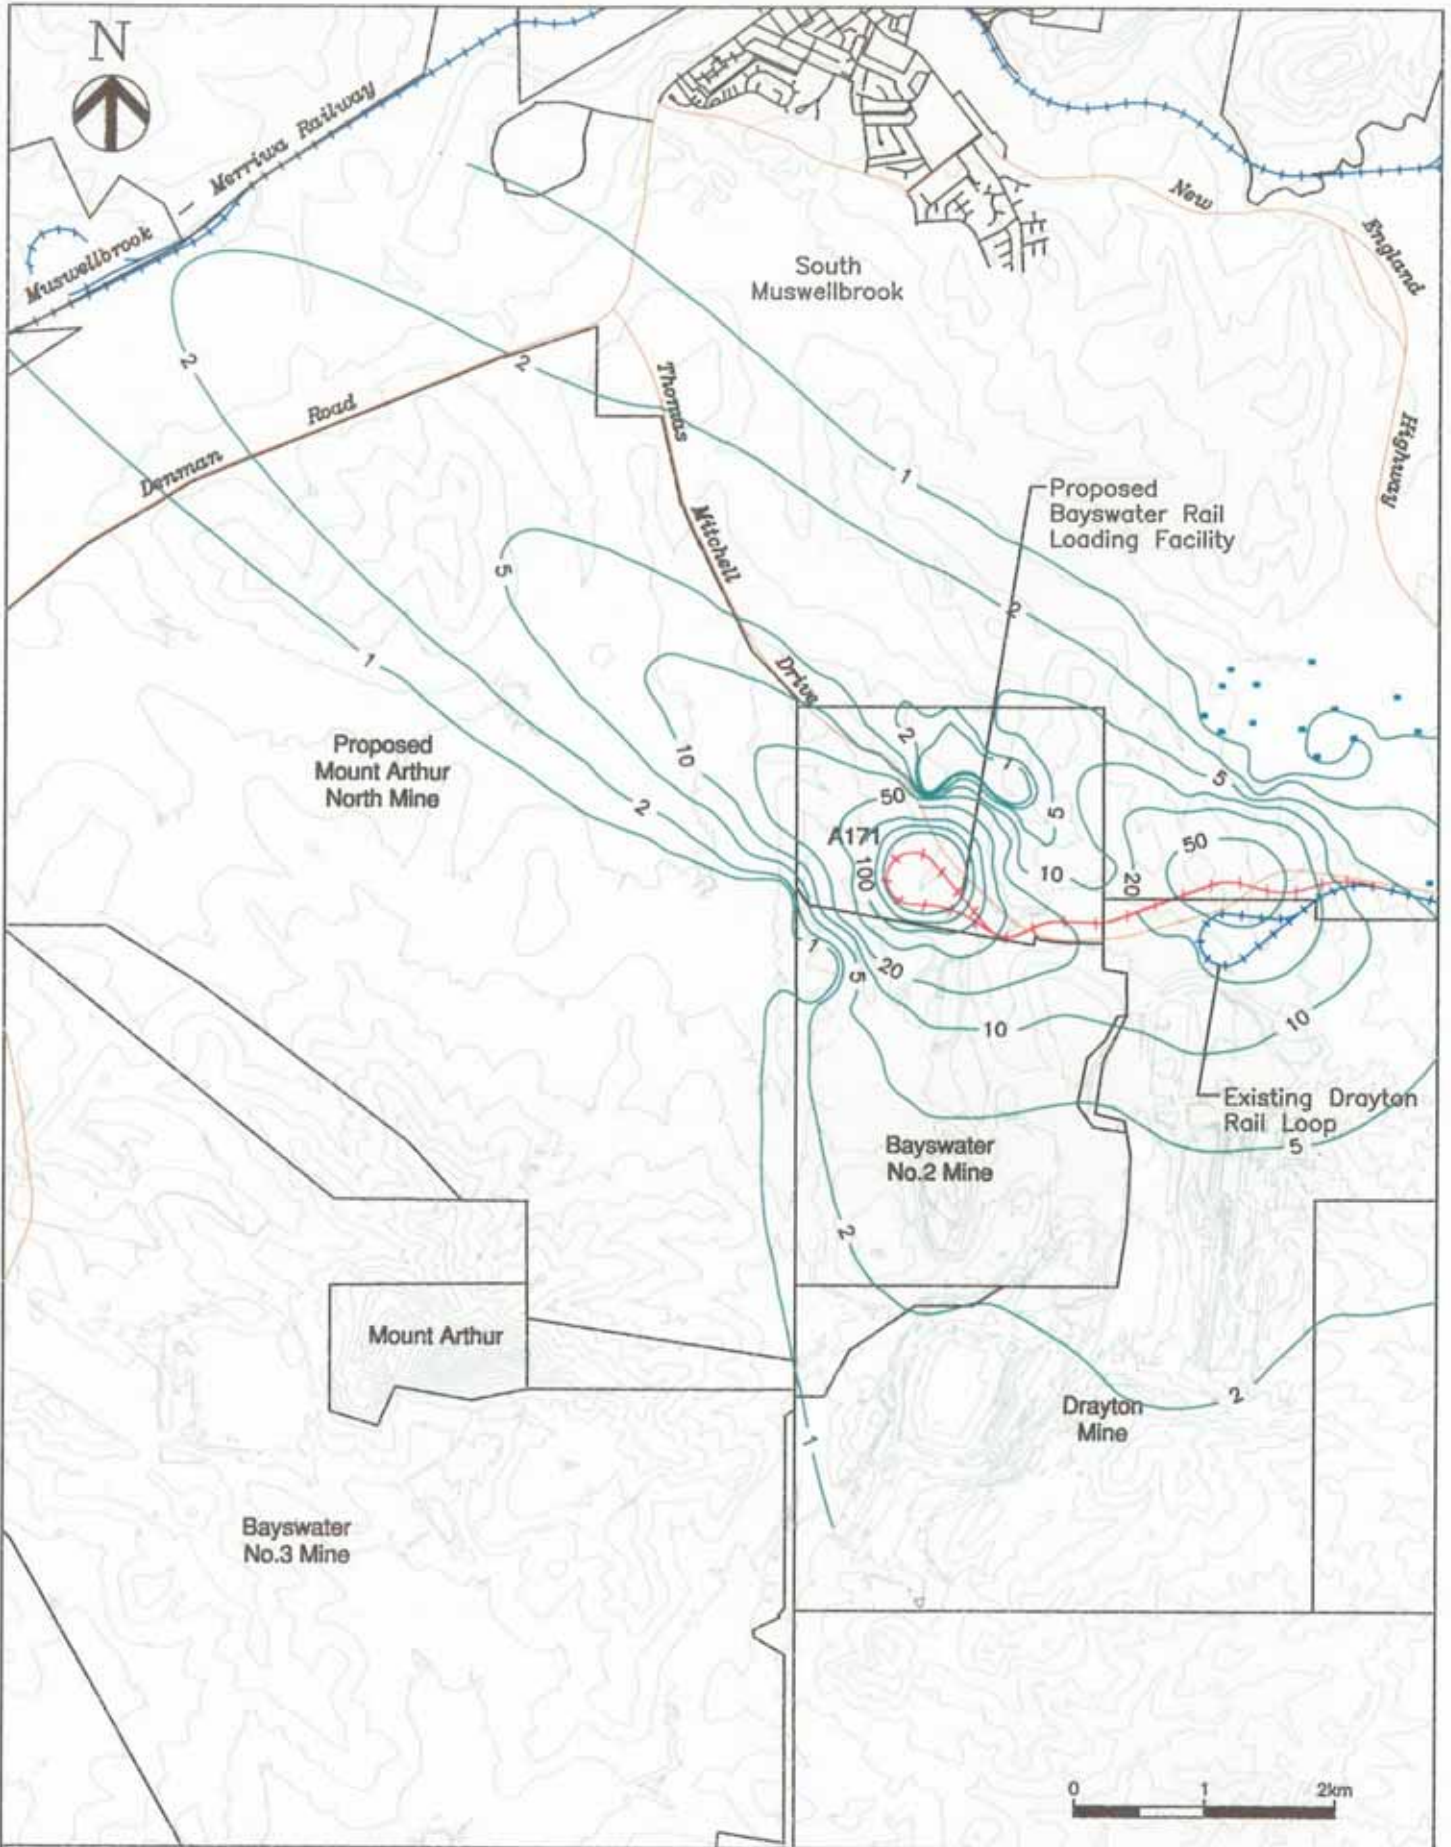 N
Muswellbrook
—
Merriwa Railway
New
England
Highway
South
Muswellbrook
2
2
Denman
Road
Thomas
Mitchell
Drive
1
Proposed
Bayswater Rail
Loading Facility
5
2
1
10
Proposed
Mount Arthur
North Mine
2
2
1
5
5
50
A171
100
50
10
20
1
5
20
10
10
Existing Drayton
Rail Loop
5
Bayswater
No.2 Mine
2
Mount Arthur
2
Drayton
Mine
1
Bayswater
No.3 Mine
0 1 2km